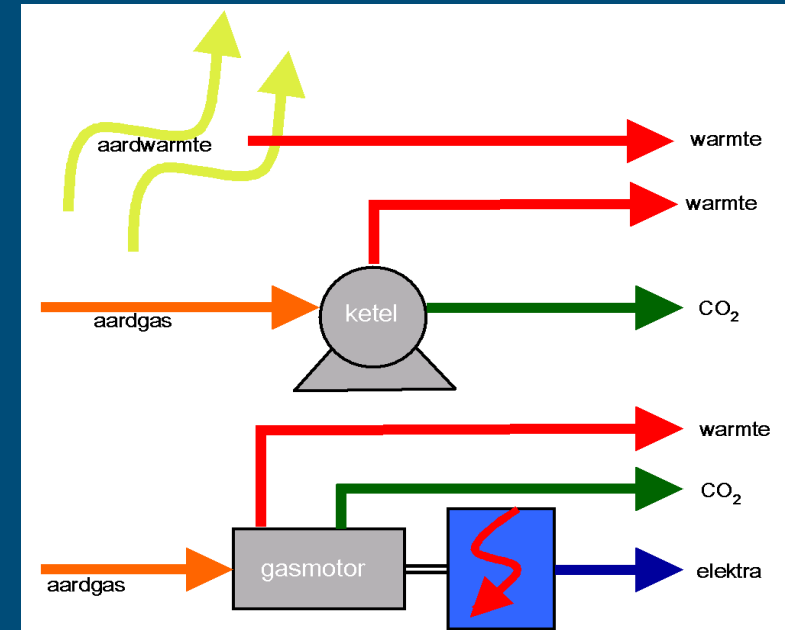 aardwarmte
warmte
warmte
aardgas
ketel
CO₂
warmte
CO₂
aardgas
gasmotor
elektra